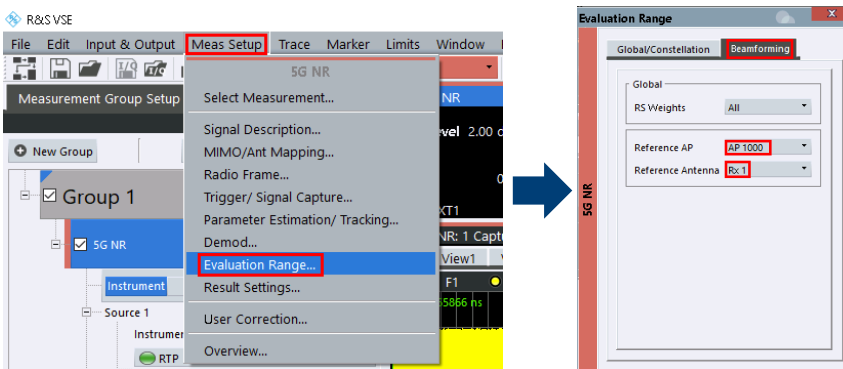 R&S VSE
File Edit Input & Output Meas Setup Trace Marker Limits Window
5G NR
Measurement Group Setup
Select Measurement...
NR
Signal Description...
MIMO/Ant Mapping...
Radio Frame...
Trigger/ Signal Capture...
Parameter Estimation/ Tracking...
Demod...
Evaluation Range...
Result Settings...
User Correction...
Overview...
New Group
Group 1
5G NR
Instrument
Source 1
Instrumen
RTP
evel 2.00 d
0
XT1
NR: 1 Captu
View1
F1
55866 ns
Evaluation Range
Global/Constellation Beamforming
Global
RS Weights All
Reference AP AP 1000
Reference Antenna Rx 1
5G NR